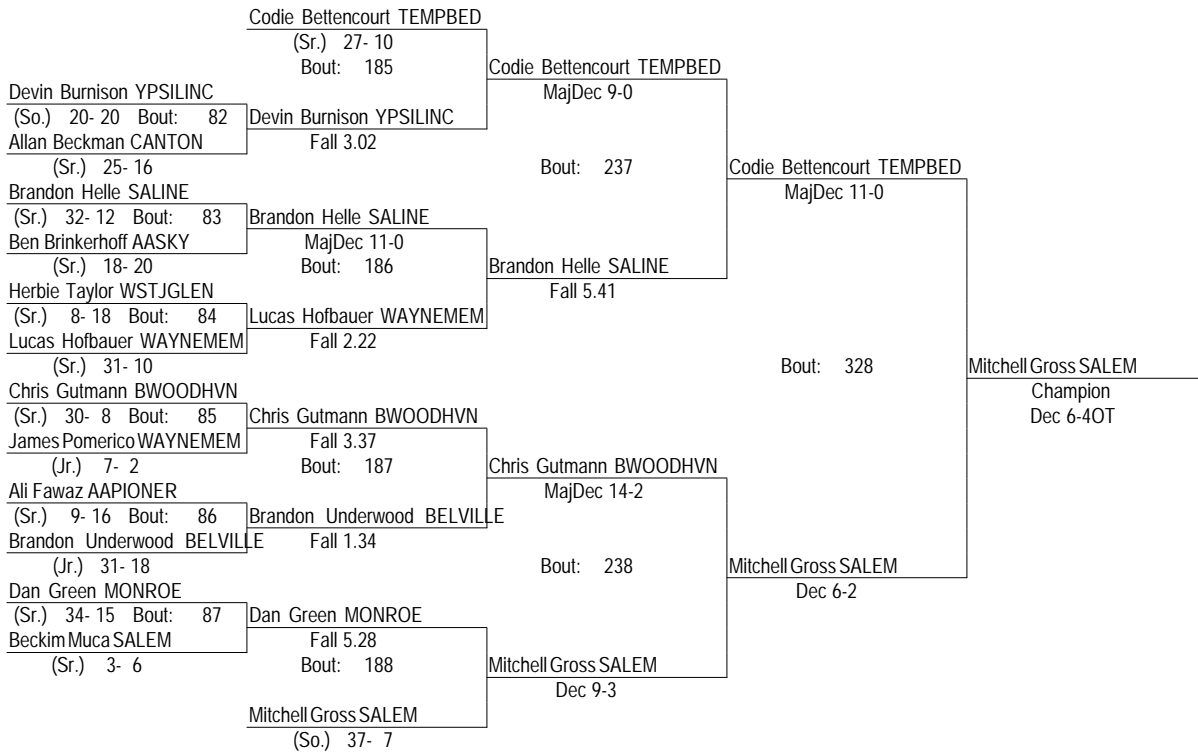 Codie Bettencourt TEMPBED
(Sr.) 27- 10
Bout: 185 Codie Bettencourt TEMPBED
Devin Burnison YPSILINC MajDec 9-0
(So.) 20- 20 Bout: 82 Devin Burnison YPSILINC
Allan Beckman CANTON Fall 3.02
(Sr.) 25- 16 Bout: 237 Codie Bettencourt TEMPBED
Brandon Helle SALINE MajDec 11-0
(Sr.) 32- 12 Bout: 83 Brandon Helle SALINE
Ben Brinkerhoff AASKY MajDec 11-0
(Sr.) 18- 20 Bout: 186 Brandon Helle SALINE
Herbie Taylor WSTJGLEN Fall 5.41
(Sr.) 8- 18 Bout: 84 Lucas Hofbauer WAYNEMEM
Lucas Hofbauer WAYNEMEM Fall 2.22
(Sr.) 31- 10 Bout: 328 Mitchell Gross SALEM
Chris Gutmann BWOODHVN Champion
(Sr.) 30- 8 Bout: 85 Chris Gutmann BWOODHVN Dec 6-4OT
James Pomerico WAYNEMEM Fall 3.37
(Jr.) 7- 2 Bout: 187 Chris Gutmann BWOODHVN
Ali Fawaz AAPIONER MajDec 14-2
(Sr.) 9- 16 Bout: 86 Brandon Underwood BELVILLE
Brandon Underwood BELVILLE Fall 1.34
(Jr.) 31- 18 Bout: 238 Mitchell Gross SALEM
Dan Green MONROE Dec 6-2
(Sr.) 34- 15 Bout: 87 Dan Green MONROE
Beckim Muca SALEM Fall 5.28
(Sr.) 3- 6 Bout: 188 Mitchell Gross SALEM
Dec 9-3
Mitchell Gross SALEM
(So.) 37- 7